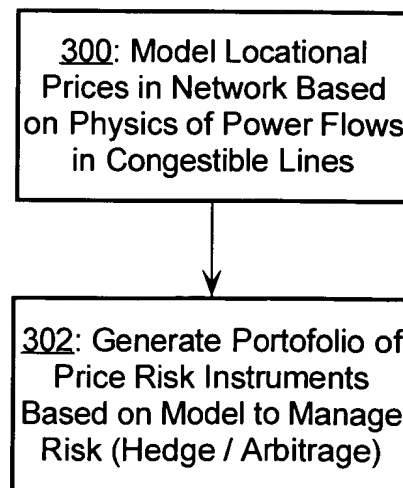 300: Model Locational
Prices in Network Based
on Physics of Power Flows
in Congestible Lines
302: Generate Portofolio of
Price Risk Instruments
Based on Model to Manage
Risk (Hedge / Arbitrage)